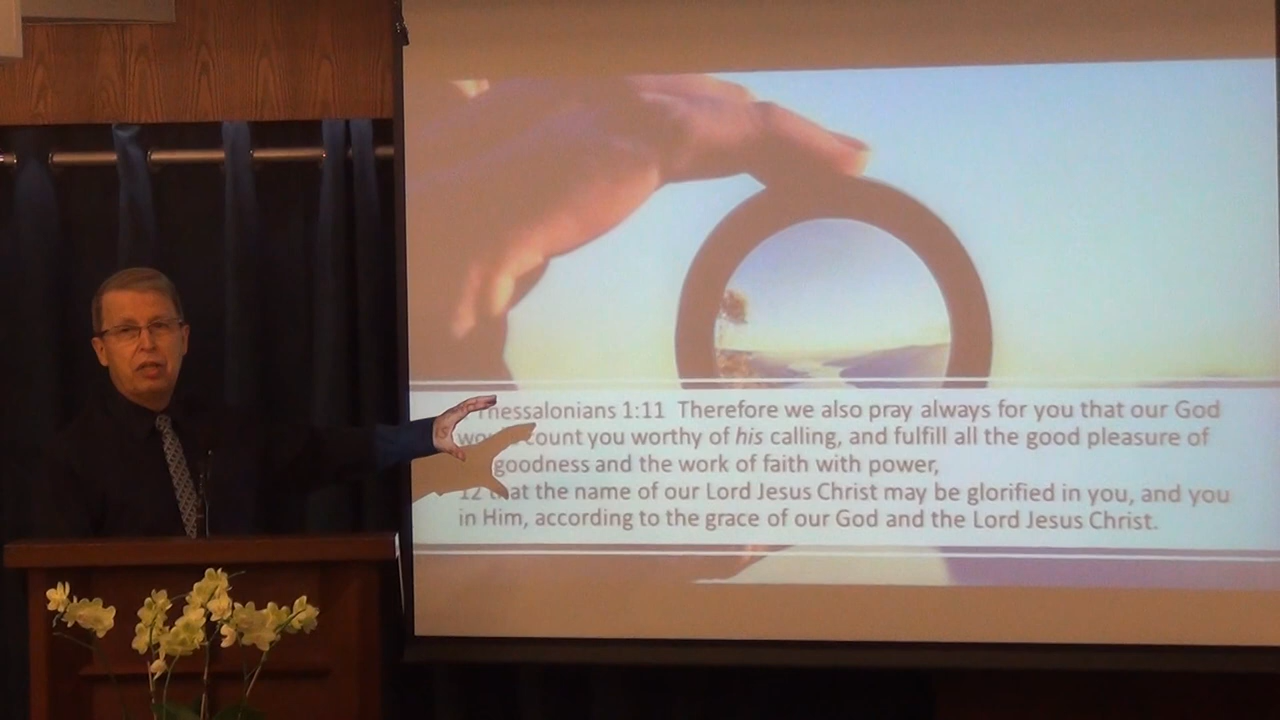 Thessalonians 1:11 Therefore we also pray always for you that our God
count you worthy of his calling, and fulfill all the good pleasure of
goodness and the work of faith with power,
12 that the name of our Lord Jesus Christ may be glorified in you, and you
in Him, according to the grace of our God and the Lord Jesus Christ.